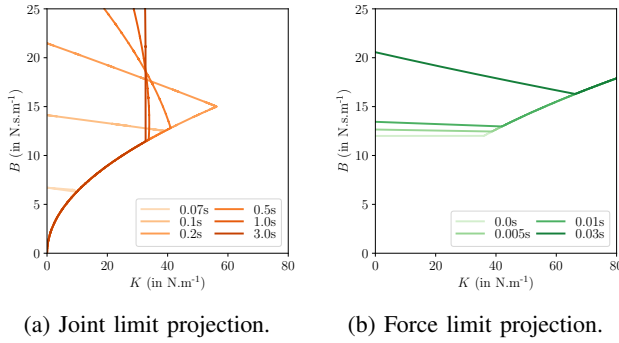 25
20
15
10
5
0
B (in N.s.m⁻¹)
0 20 40 60 80
K (in N.m⁻¹)
0.07s 0.5s
0.1s 1.0s
0.2s 3.0s
(a) Joint limit projection.
25
20
15
10
5
0
B (in N.s.m⁻¹)
0 20 40 60 80
K (in N.m⁻¹)
0.0s 0.01s
0.005s 0.03s
(b) Force limit projection.